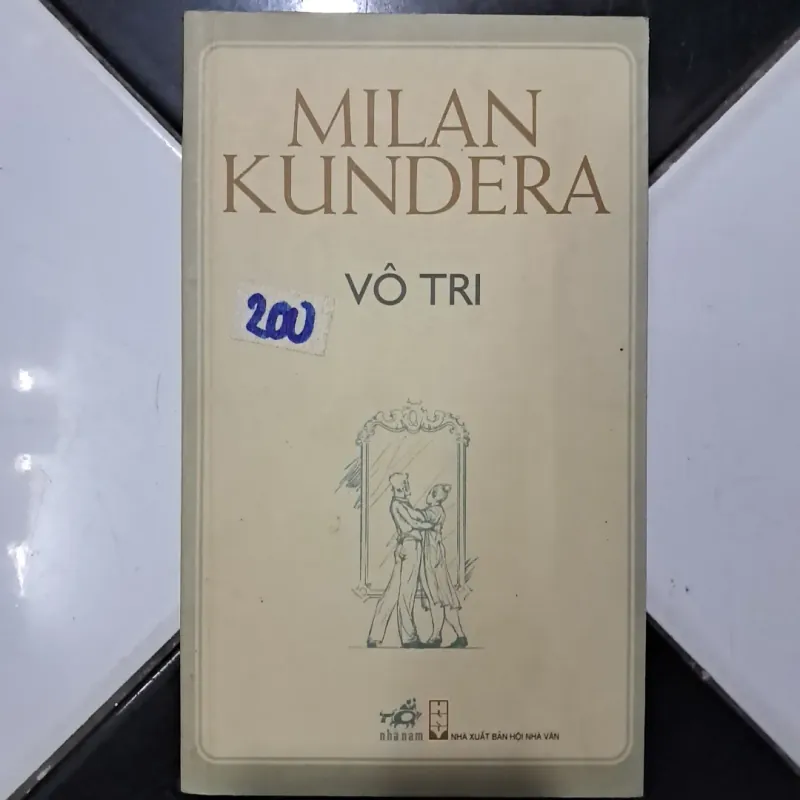 MILAN
KUNDERA
VÔ TRI
200
nhã nam
NHÀ XUẤT BẢN HỘI NHÀ VĂN